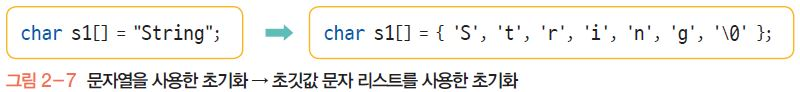 char s1[] = "String"; char s1[] = { 'S', 't', 'r', 'i', 'n', 'g', '\0' };
그림 2-7 문자열을 사용한 초기화 → 초깃값 문자 리스트를 사용한 초기화